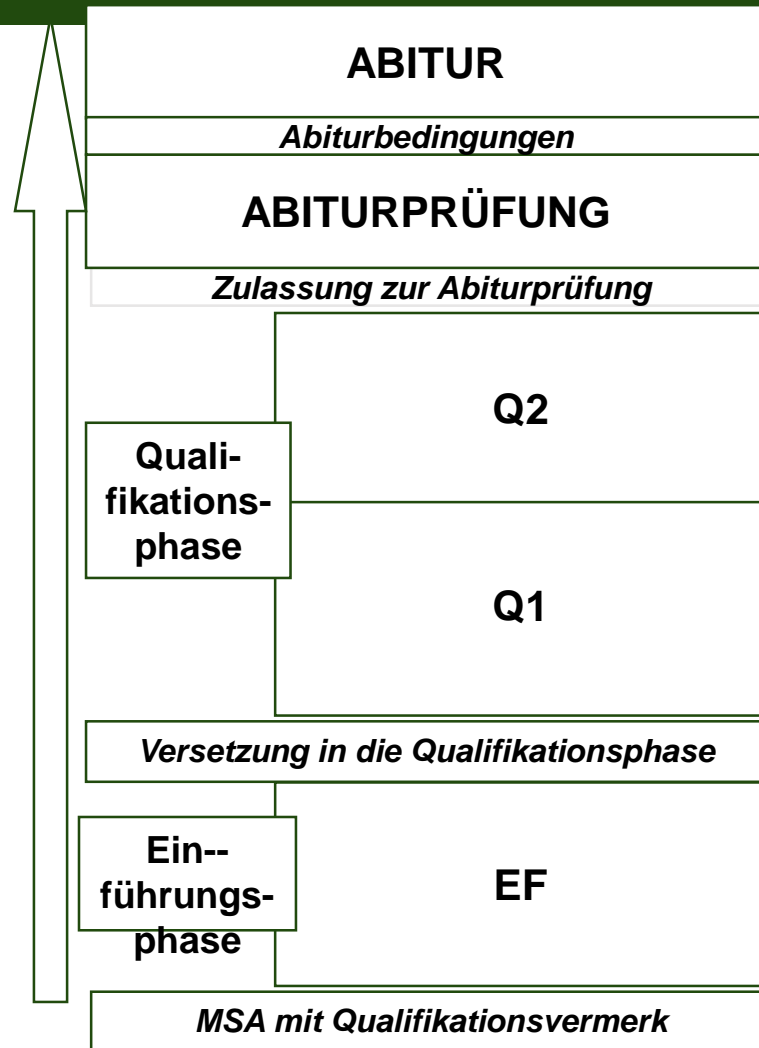 ABITUR
Abiturbedingungen
ABITURPRÜFUNG
Zulassung zur Abiturprüfung
Q2
Quali-
fikations-
phase
Q1
Versetzung in die Qualifikationsphase
Ein--
führungs-
phase
EF
MSA mit Qualifikationsvermerk